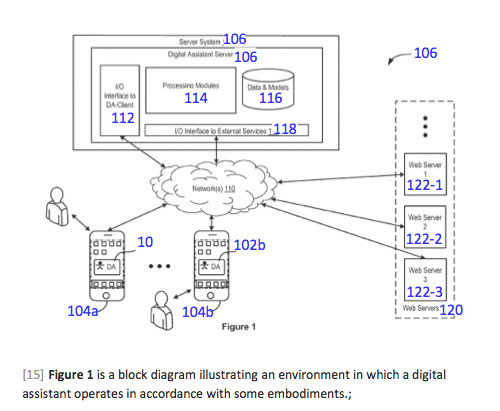 Server System 106
Digital Assistant Server 106
106
I/O
Interface to
DA-Client
112
Processing Modules
114
Data & Models
116
I/O Interface to External Services 1 118
Network(s) 110
Web Server
1
122-1
Web Server
2
122-2
Web Server
3
122-3
Web Servers 120
10
102b
DA
DA
104a
104b
Figure 1
[15] Figure 1 is a block diagram illustrating an environment in which a digital
assistant operates in accordance with some embodiments.;